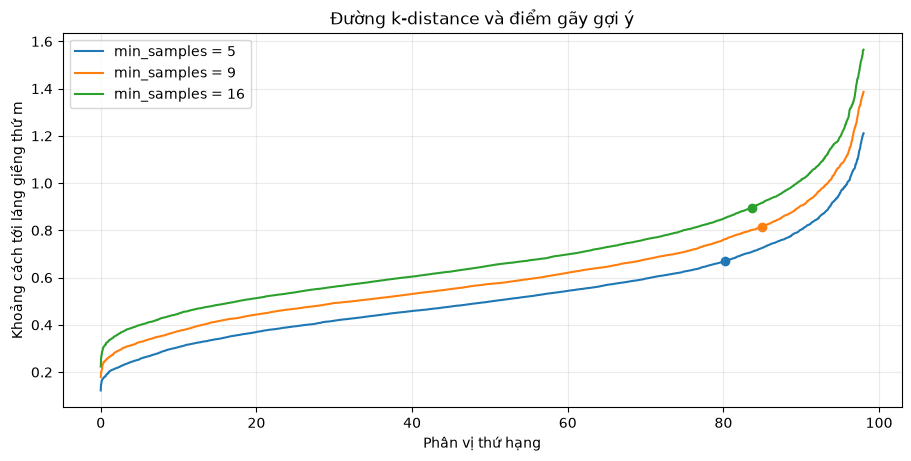 Đường k-distance và điểm gãy gợi ý
Khoảng cách tới láng giềng thứ m
1.6
1.4
1.2
1.0
0.8
0.6
0.4
0.2
min_samples = 5
min_samples = 9
min_samples = 16
0 20 40 60 80 100
Phân vị thứ hạng